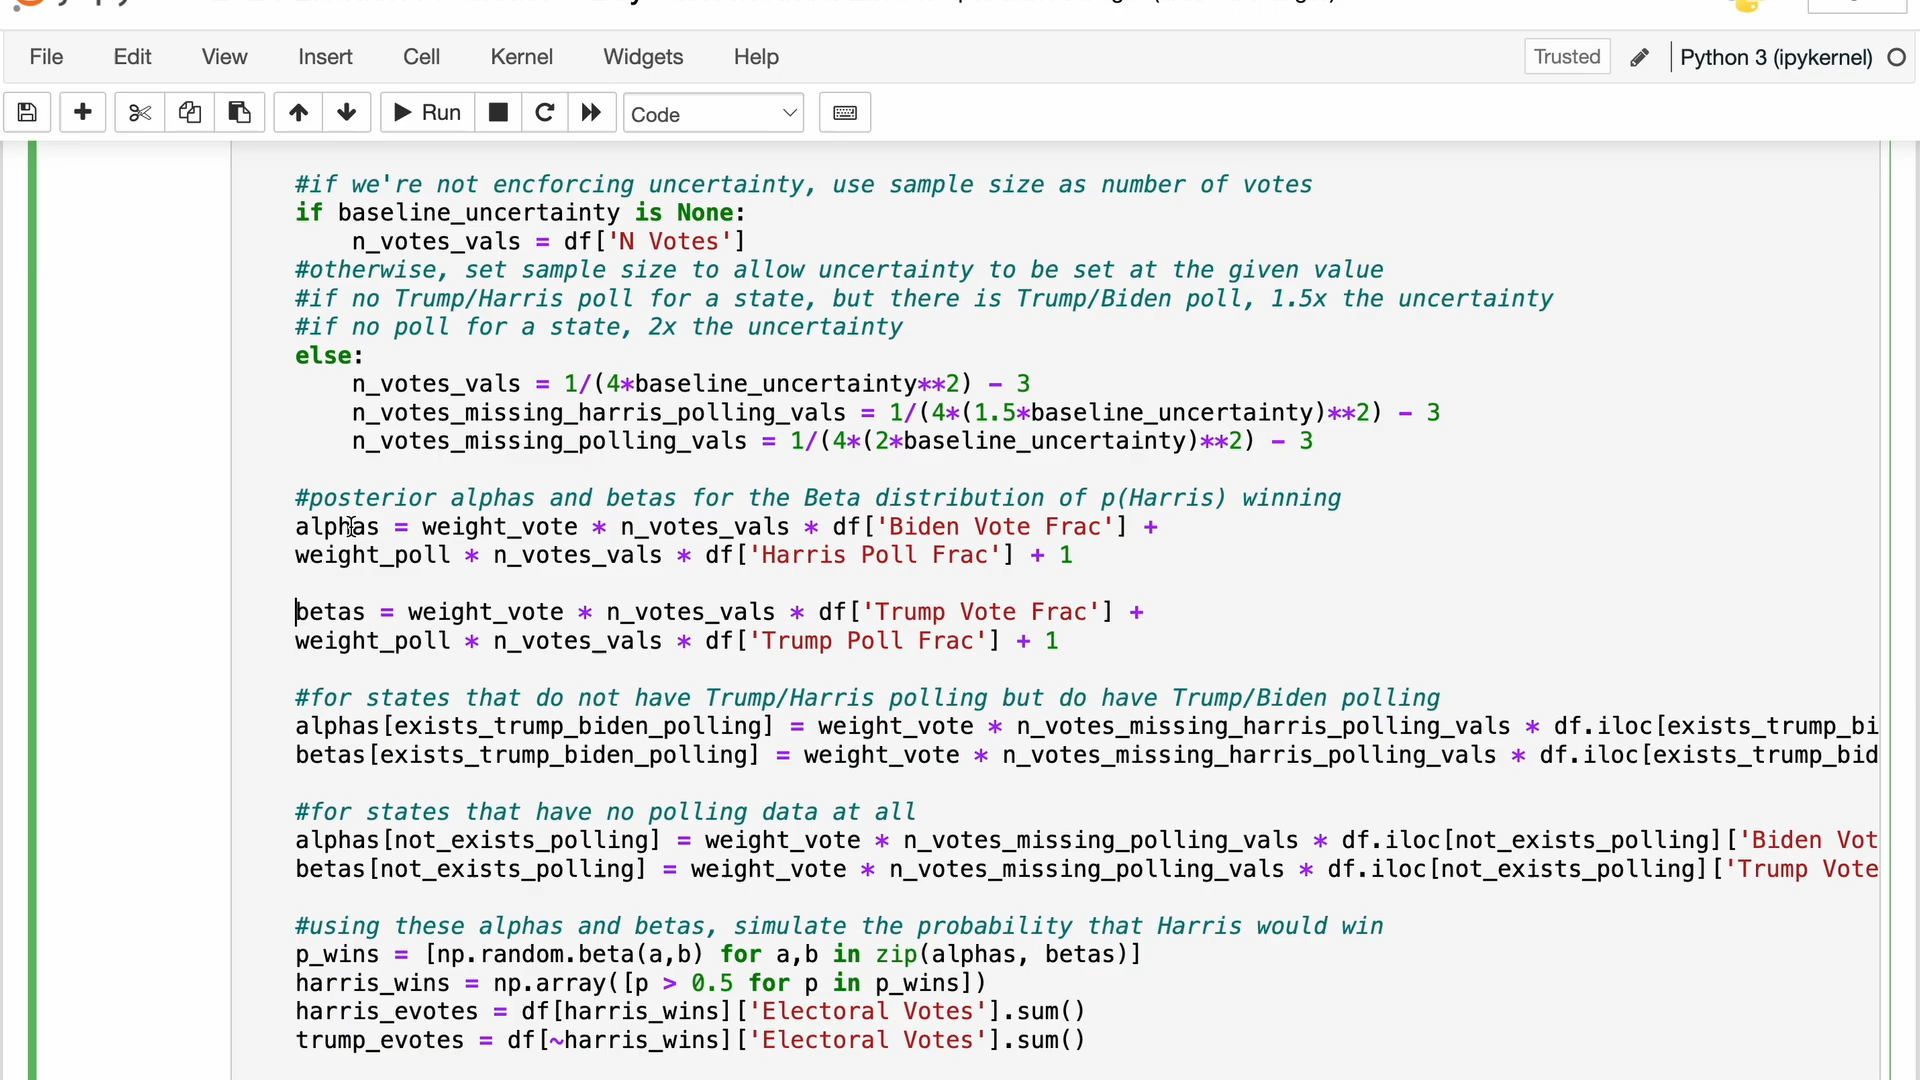 File Edit View Insert Cell Kernel Widgets Help Trusted Python 3 (ipykernel)
Run Code
#if we're not encforcing uncertainty, use sample size as number of votes
if baseline_uncertainty is None:
n_votes_vals = df['N Votes']
#otherwise, set sample size to allow uncertainty to be set at the given value
#if no Trump/Harris poll for a state, but there is Trump/Biden poll, 1.5x the uncertainty
#if no poll for a state, 2x the uncertainty
else:
n_votes_vals = 1/(4*baseline_uncertainty**2) - 3
n_votes_missing_harris_polling_vals = 1/(4*(1.5*baseline_uncertainty)**2) - 3
n_votes_missing_polling_vals = 1/(4*(2*baseline_uncertainty)**2) - 3
#posterior alphas and betas for the Beta distribution of p(Harris) winning
alphas = weight_vote * n_votes_vals * df['Biden Vote Frac'] +
weight_poll * n_votes_vals * df['Harris Poll Frac'] + 1
betas = weight_vote * n_votes_vals * df['Trump Vote Frac'] +
weight_poll * n_votes_vals * df['Trump Poll Frac'] + 1
#for states that do not have Trump/Harris polling but do have Trump/Biden polling
alphas[exists_trump_biden_polling] = weight_vote * n_votes_missing_harris_polling_vals * df.iloc[exists_trump_bi
betas[exists_trump_biden_polling] = weight_vote * n_votes_missing_harris_polling_vals * df.iloc[exists_trump_bid
#for states that have no polling data at all
alphas[not_exists_polling] = weight_vote * n_votes_missing_polling_vals * df.iloc[not_exists_polling]['Biden Vot
betas[not_exists_polling] = weight_vote * n_votes_missing_polling_vals * df.iloc[not_exists_polling]['Trump Vote
#using these alphas and betas, simulate the probability that Harris would win
p_wins = [np.random.beta(a,b) for a,b in zip(alphas, betas)]
harris_wins = np.array([p > 0.5 for p in p_wins])
harris_evotes = df[harris_wins]['Electoral Votes'].sum()
trump_evotes = df[~harris_wins]['Electoral Votes'].sum()